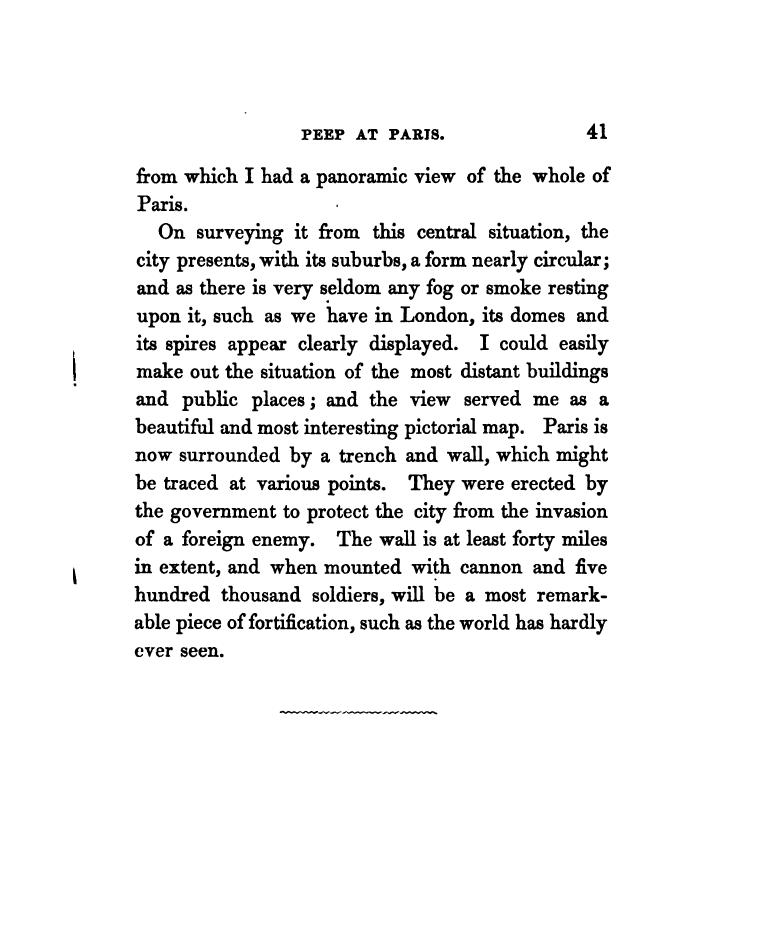 PEEP AT PARIS. 41
from which I had a panoramic view of the whole of
Paris.
On surveying it from this central situation, the
city presents, with its suburbs, a form nearly circular;
and as there is very seldom any fog or smoke resting
upon it, such as we have in London, its domes and
its spires appear clearly displayed. I could easily
make out the situation of the most distant buildings
and public places; and the view served me as a
beautiful and most interesting pictorial map. Paris is
now surrounded by a trench and wall, which might
be traced at various points. They were erected by
the government to protect the city from the invasion
of a foreign enemy. The wall is at least forty miles
in extent, and when mounted with cannon and five
hundred thousand soldiers, will be a most remark-
able piece of fortification, such as the world has hardly
ever seen.